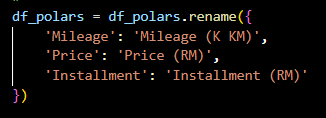 df_polars = df_polars.rename({
    'Mileage': 'Mileage (K KM)',
    'Price': 'Price (RM)',
    'Installment': 'Installment (RM)'
})